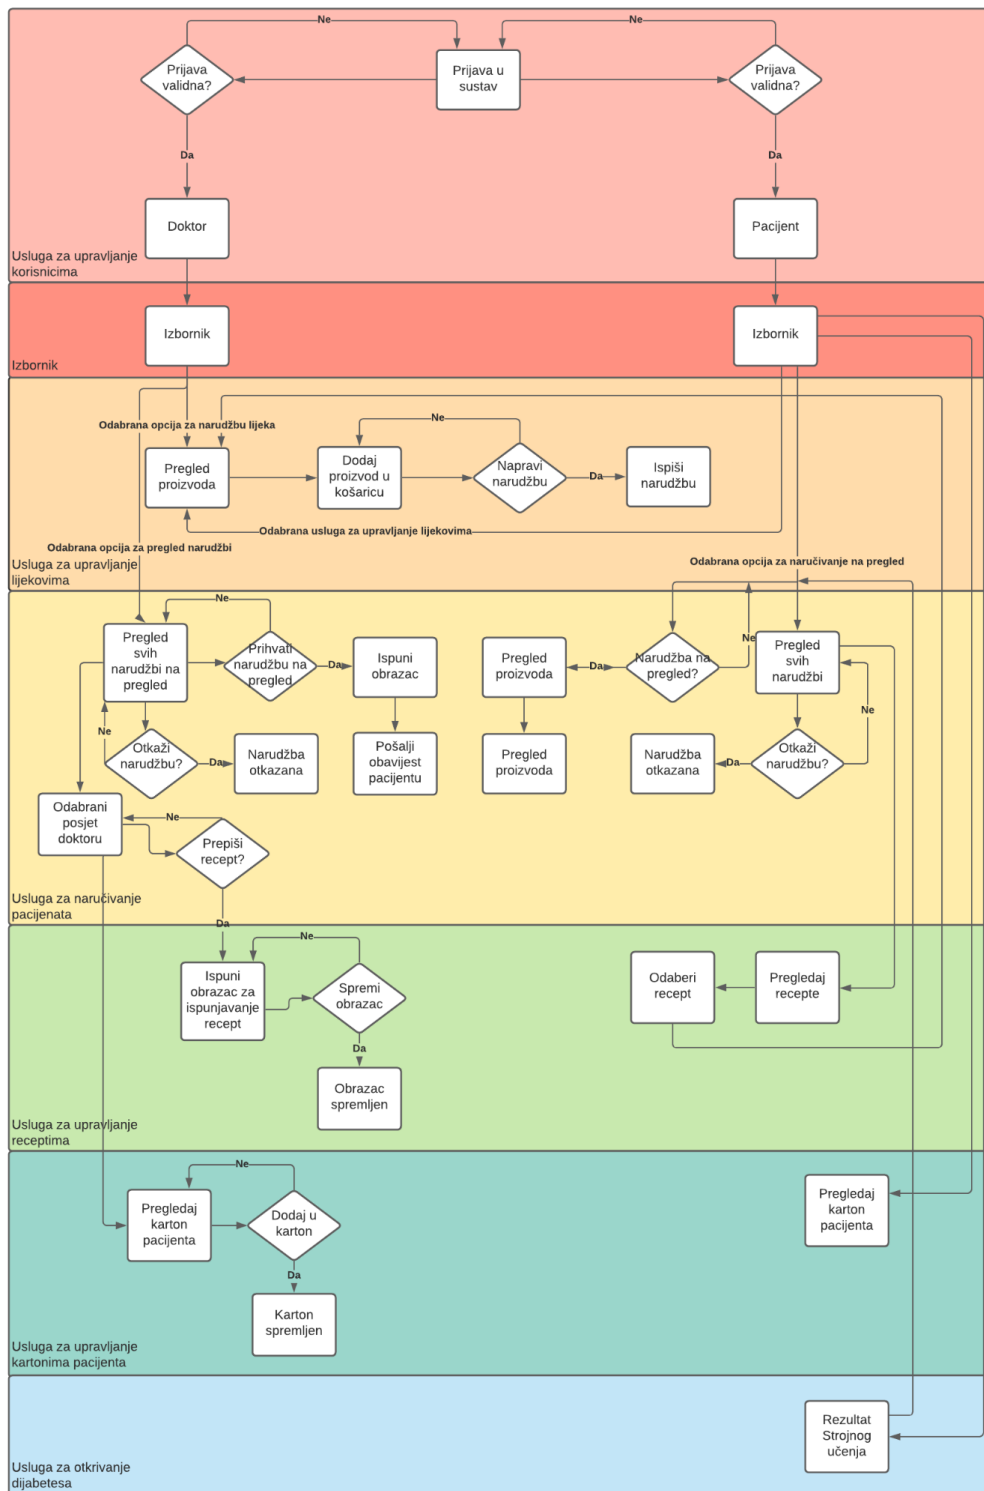 Ne
Ne
Prijava
validna?
Prijava u
sustav
Prijava
validna?
Da
Da
Doktor
Pacijent
Usluga za upravljanje
korisnicima
Izbornik
Izbornik
Izbornik
Odabrana opcija za narudžbu lijeka
Ne
Pregled
proizvoda
Dodaj
proizvod u
košaricu
Napravi
narudžbu
Da
Ispiši
narudžbu
Odabrana usluga za upravljanje lijekovima
Odabrana opcija za pregled narudžbi
Odabrana opcija za naručivanje na pregled
Usluga za upravljanje
lijekovima
Ne
Pregled
svih
narudžbi na
pregled
Prihvati
narudžbu na
pregled
Da
Ispuni
obrazac
Pregled
proizvoda
Da
Narudžba na
pregled?
Ne
Pregled
svih
narudžbi
Ne
Ne
Otkaži
narudžbu?
Da
Narudžba
otkazana
Pošalji
obavijest
pacijentu
Pregled
proizvoda
Narudžba
otkazana
Da
Otkaži
narudžbu?
Odabrani
posjet
doktoru
Ne
Prepiši
recept?
Usluga za naručivanje
pacijenata
Da
Ne
Ispuni
obrazac za
ispunjavanje
recept
Spremi
obrazac
Odaberi
recept
Pregledaj
recepte
Da
Obrazac
spremljen
Usluga za upravljanje
receptima
Ne
Pregledaj
karton
pacijenta
Dodaj u
karton
Pregledaj
karton
pacijenta
Da
Karton
spremljen
Usluga za upravljanje
kartonima pacijenta
Rezultat
Strojnog
učenja
Usluga za otkrivanje
dijabetesa